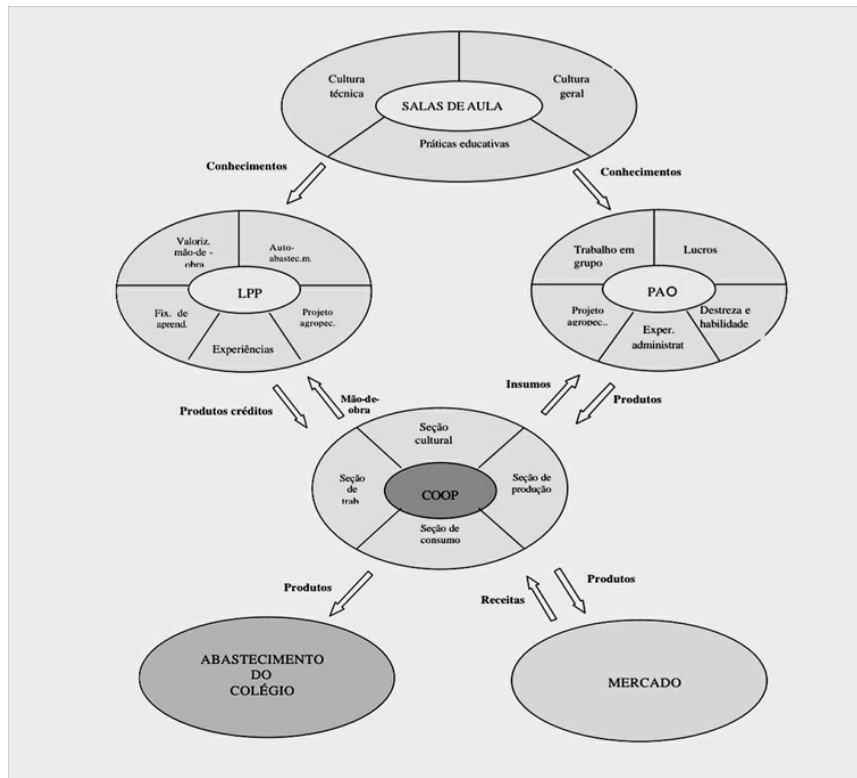 Cultura
técnica
Cultura
geral
SALAS DE AULA
Práticas educativas
Conhecimentos
Conhecimentos
Valoriz.
mão-de -
obra
Auto-
abastec.m.
LPP
Fix. de
aprend.
Experiências
Projeto
agropec.
Trabalho em
grupo
Lucros
PAO
Projeto
agropec..
Exper.
administrat
Destreza e
habilidade
Produtos créditos
Mão-de-
obra
Insumos
Produtos
Seção
cultural
Seção
de
trab.
COOP
Seção de
produção
Seção de
consumo
Produtos
Receitas
Produtos
ABASTECIMENTO
DO
COLÉGIO
MERCADO